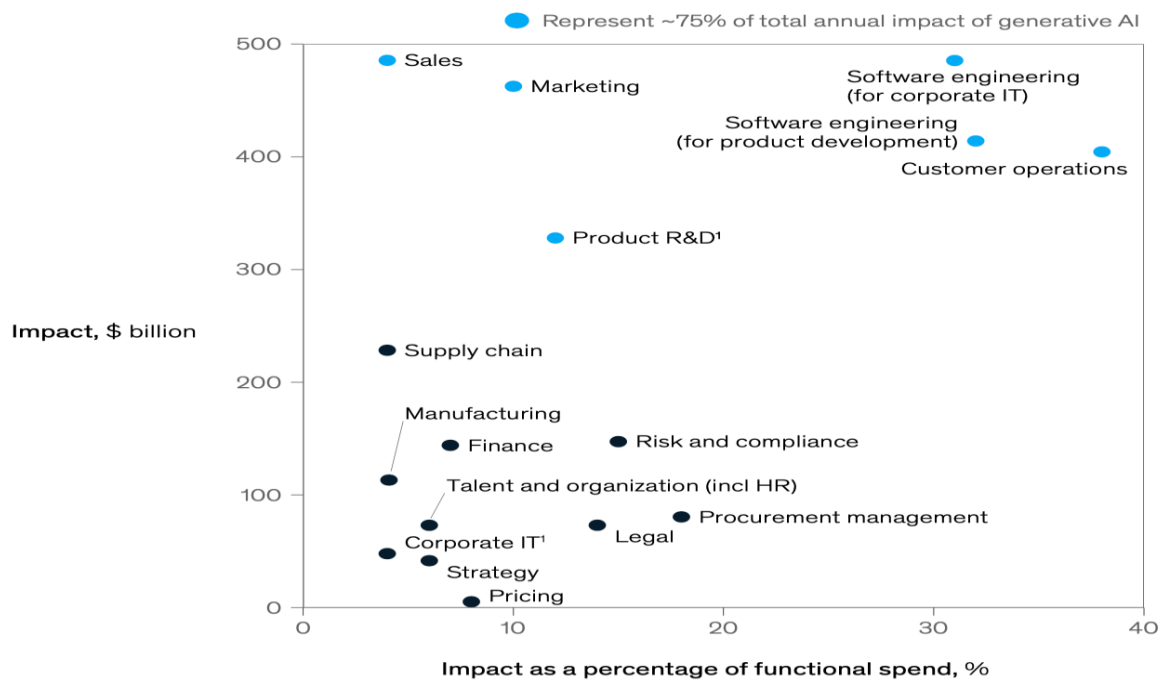 Represent ~75% of total annual impact of generative AI
500
Sales
Marketing
Software engineering
(for corporate IT)
Software engineering
(for product development)
400
Customer operations
Product R&D¹
300
Impact, $ billion
Supply chain
200
Manufacturing
Finance
Risk and compliance
100
Talent and organization (incl HR)
Procurement management
Legal
Corporate IT¹
Strategy
Pricing
0
0
10
20
30
40
Impact as a percentage of functional spend, %